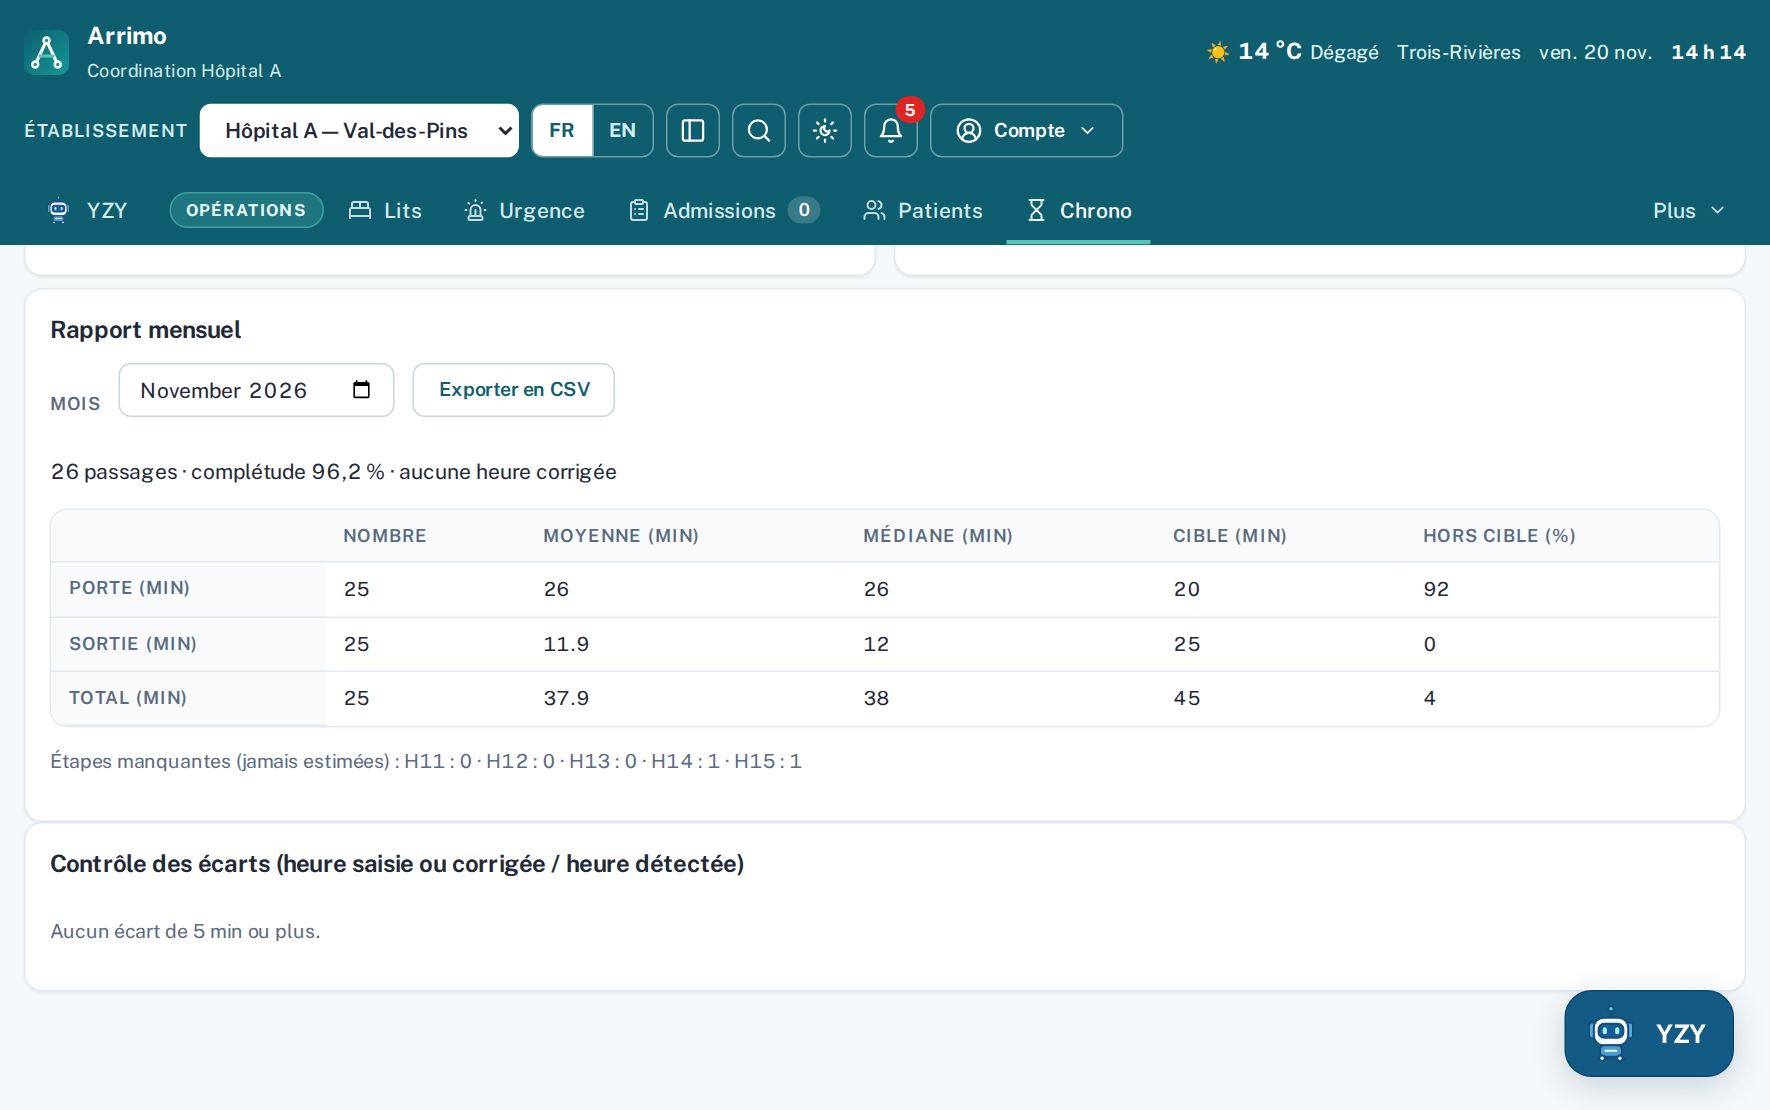 Arrimo
Coordination Hôpital A
☀️ 14 °C Dégagé Trois-Rivières ven. 20 nov. 14 h 14
ÉTABLISSEMENT Hôpital A — Val-des-Pins FR EN 5 Compte
YZY OPÉRATIONS Lits Urgence Admissions 0 Patients Chrono Plus
Rapport mensuel
MOIS November 2026 Exporter en CSV
26 passages · complétude 96,2 % · aucune heure corrigée
NOMBRE MOYENNE (MIN) MÉDIANE (MIN) CIBLE (MIN) HORS CIBLE (%)
PORTE (MIN) 25 26 26 20 92
SORTIE (MIN) 25 11.9 12 25 0
TOTAL (MIN) 25 37.9 38 45 4
Étapes manquantes (jamais estimées) : H11 : 0 · H12 : 0 · H13 : 0 · H14 : 1 · H15 : 1
Contrôle des écarts (heure saisie ou corrigée / heure détectée)
Aucun écart de 5 min ou plus.
YZY